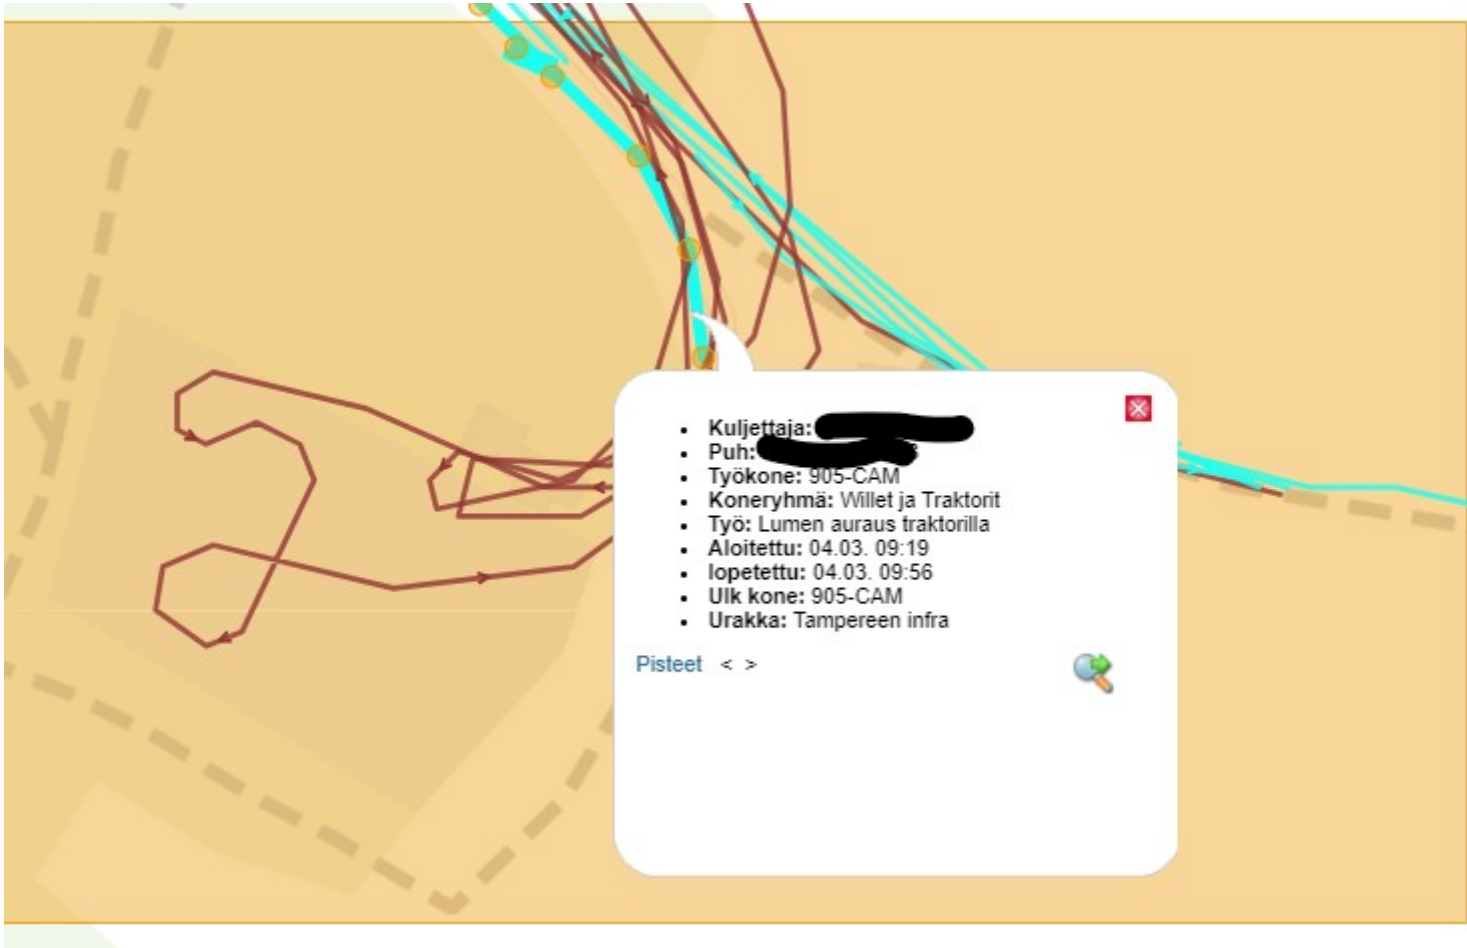 Kuljettaja:
Puh:
Työkone: 905-CAM
Koneryhmä: Willet ja Traktorit
Työ: Lumen auraus traktorilla
Aloitettu: 04.03. 09:19
lopetettu: 04.03. 09:56
Ulk kone: 905-CAM
Urakka: Tampereen infra
Pisteet < >